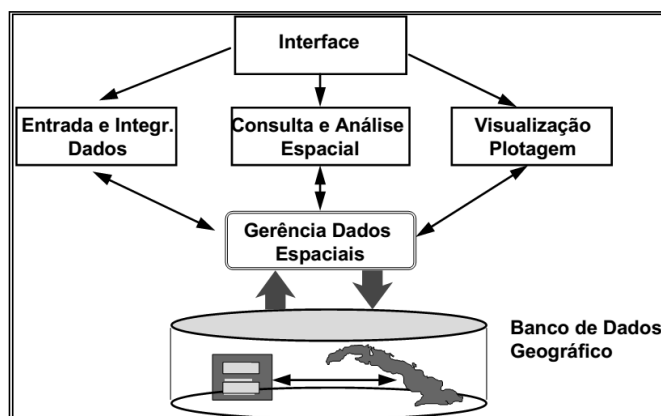 Interface
Entrada e Integr.
Dados
Consulta e Análise
Espacial
Visualização
Plotagem
Gerência Dados
Espaciais
Banco de Dados
Geográfico